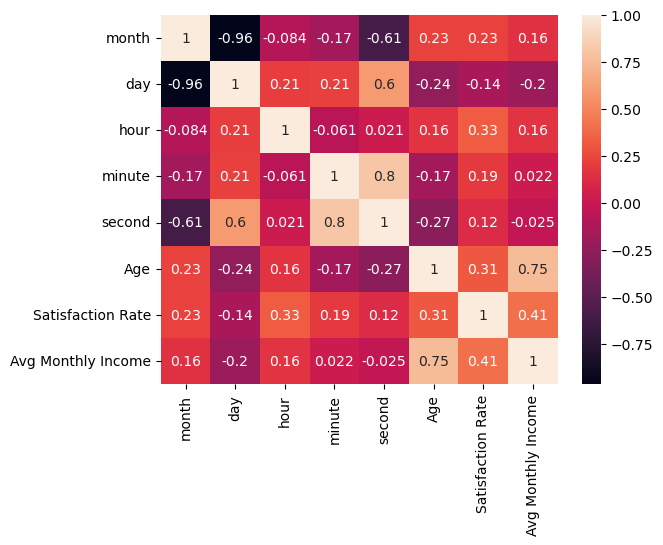 month 1 -0.96 -0.084 -0.17 -0.61 0.23 0.23 0.16
day -0.96 1 0.21 0.21 0.6 -0.24 -0.14 -0.2
hour -0.084 0.21 1 -0.061 0.021 0.16 0.33 0.16
minute -0.17 0.21 -0.061 1 0.8 -0.17 0.19 0.022
second -0.61 0.6 0.021 0.8 1 -0.27 0.12 -0.025
Age 0.23 -0.24 0.16 -0.17 -0.27 1 0.31 0.75
Satisfaction Rate 0.23 -0.14 0.33 0.19 0.12 0.31 1 0.41
Avg Monthly Income 0.16 -0.2 0.16 0.022 -0.025 0.75 0.41 1
month
day
hour
minute
second
Age
Satisfaction Rate
Avg Monthly Income
1.00
0.75
0.50
0.25
0.00
−0.25
−0.50
−0.75